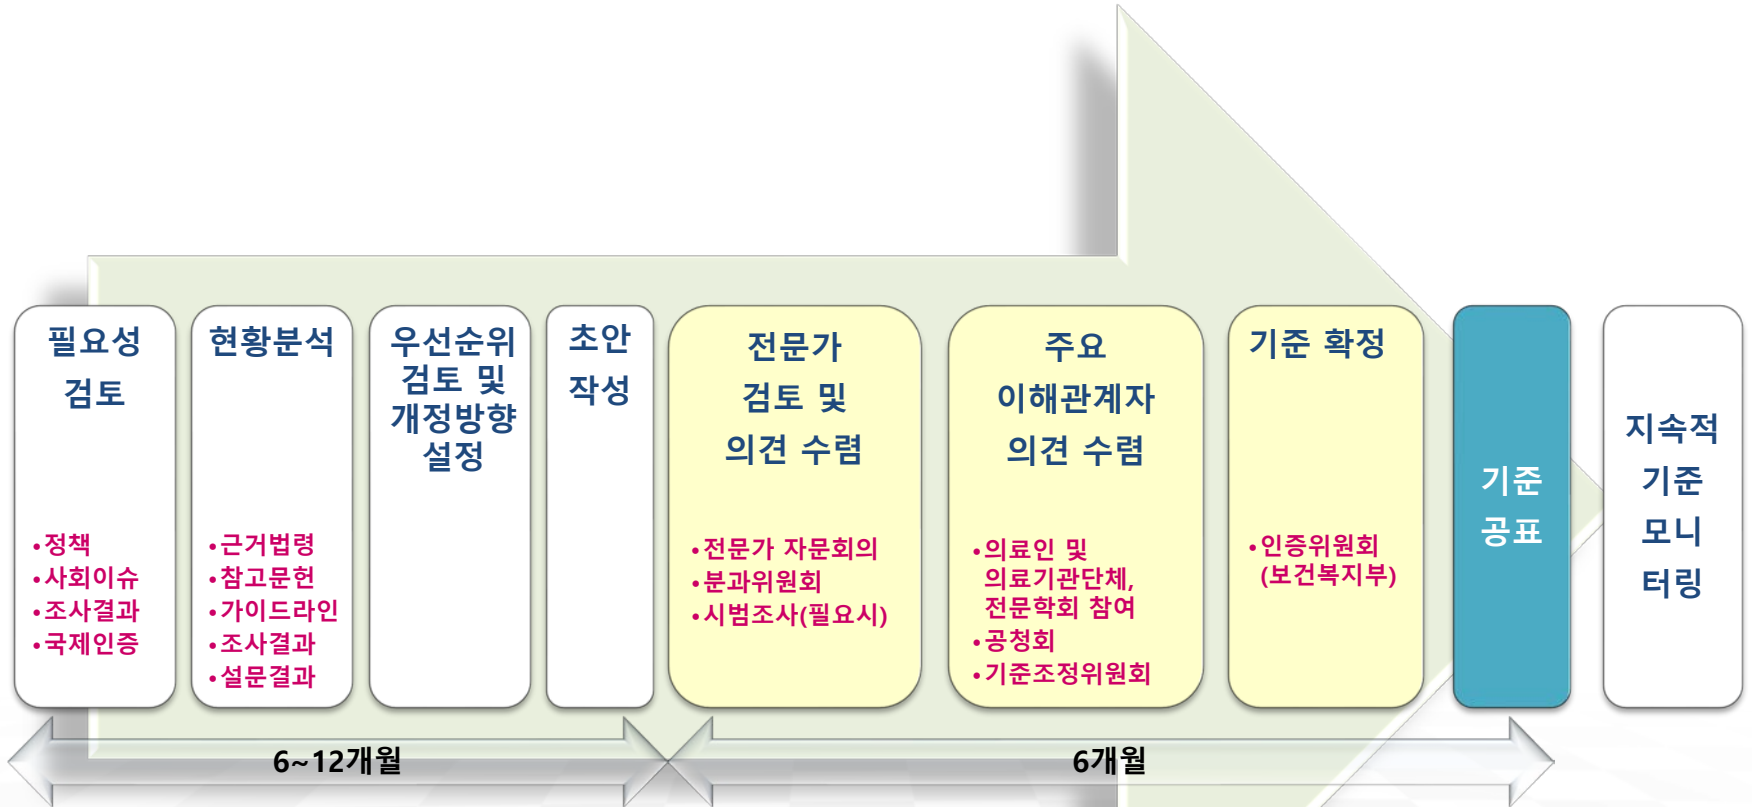 필요성
검토
•정책
•사회이슈
•조사결과
•국제인증
현황분석
•근거법령
•참고문헌
•가이드라인
•조사결과
•설문결과
우선순위
검토 및
개정방향
설정
초안
작성
전문가
검토 및
의견 수렴
•전문가 자문회의
•분과위원회
•시범조사(필요시)
주요
이해관계자
의견 수렴
•의료인 및
의료기관단체,
전문학회 참여
•공청회
•기준조정위원회
기준 확정
•인증위원회
(보건복지부)
기준
공표
지속적
기준
모니
터링
6~12개월
6개월